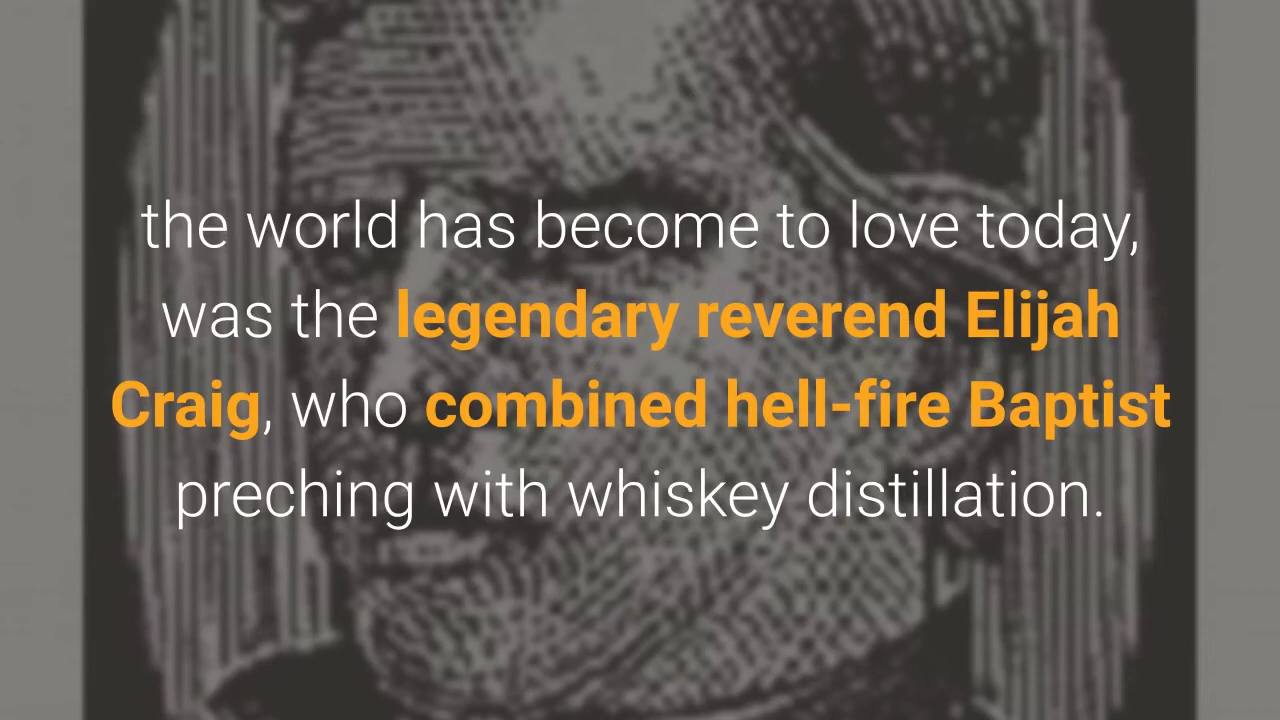 the world has become to love today,
was the legendary reverend Elijah
Craig, who combined hell-fire Baptist
preching with whiskey distillation.